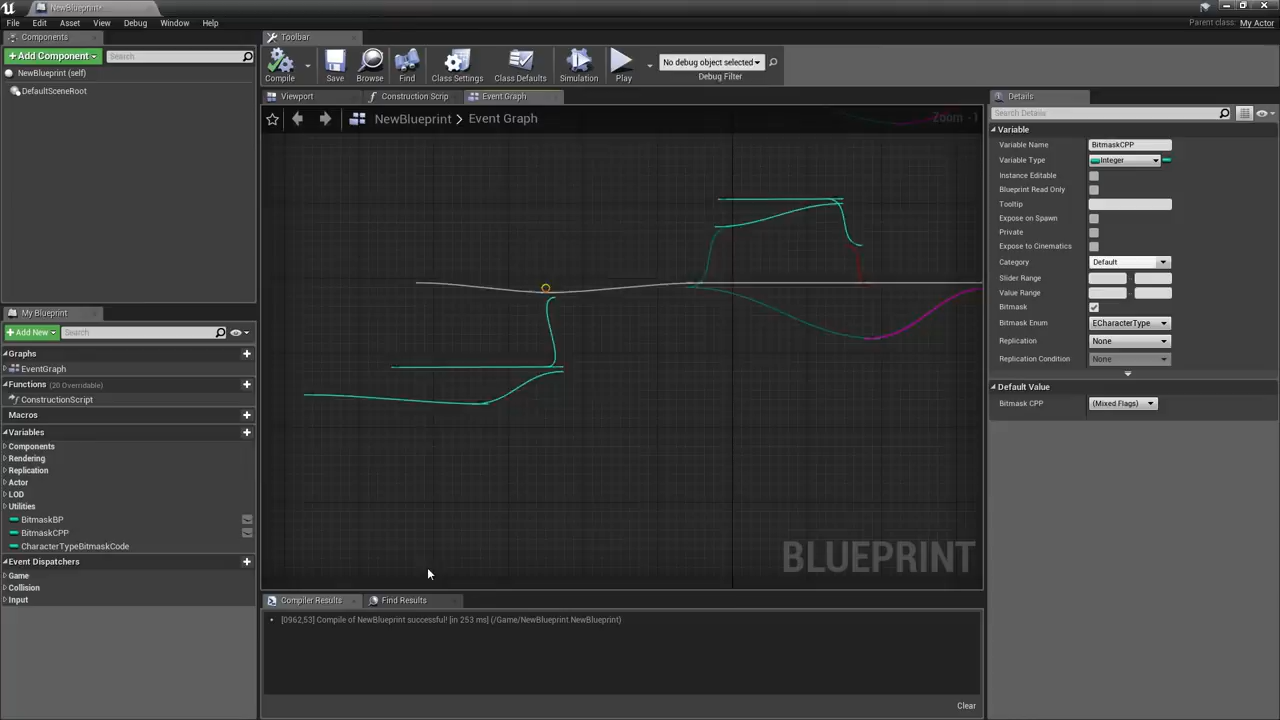 NewBlueprint*
File Edit Asset View Debug Window Help
Parent class: My Actor
Components
+ Add Component
Search
NewBlueprint (self)
DefaultSceneRoot
My Blueprint
+ Add New
Search
Graphs
EventGraph
Functions (20 Overridable)
ConstructionScript
Macros
Variables
Components
Rendering
Replication
Actor
LOD
Utilities
BitmaskBP
BitmaskCPP
CharacterTypeBitmaskCode
Event Dispatchers
Game
Collision
Input
Toolbar
Compile
Save
Browse
Find
Class Settings
Class Defaults
Simulation
Play
No debug object selected
Debug Filter
Viewport
Construction Scrip
Event Graph
NewBlueprint > Event Graph
Zoom -1
BLUEPRINT
Compiler Results
Find Results
[0962,53] Compile of NewBlueprint successful! [in 253 ms] (/Game/NewBlueprint.NewBlueprint)
Clear
Details
Search Details
Variable
Variable Name BitmaskCPP
Variable Type Integer
Instance Editable
Blueprint Read Only
Tooltip
Expose on Spawn
Private
Expose to Cinematics
Category Default
Slider Range
Value Range
Bitmask
Bitmask Enum ECharacterType
Replication None
Replication Condition None
Default Value
Bitmask CPP (Mixed Flags)